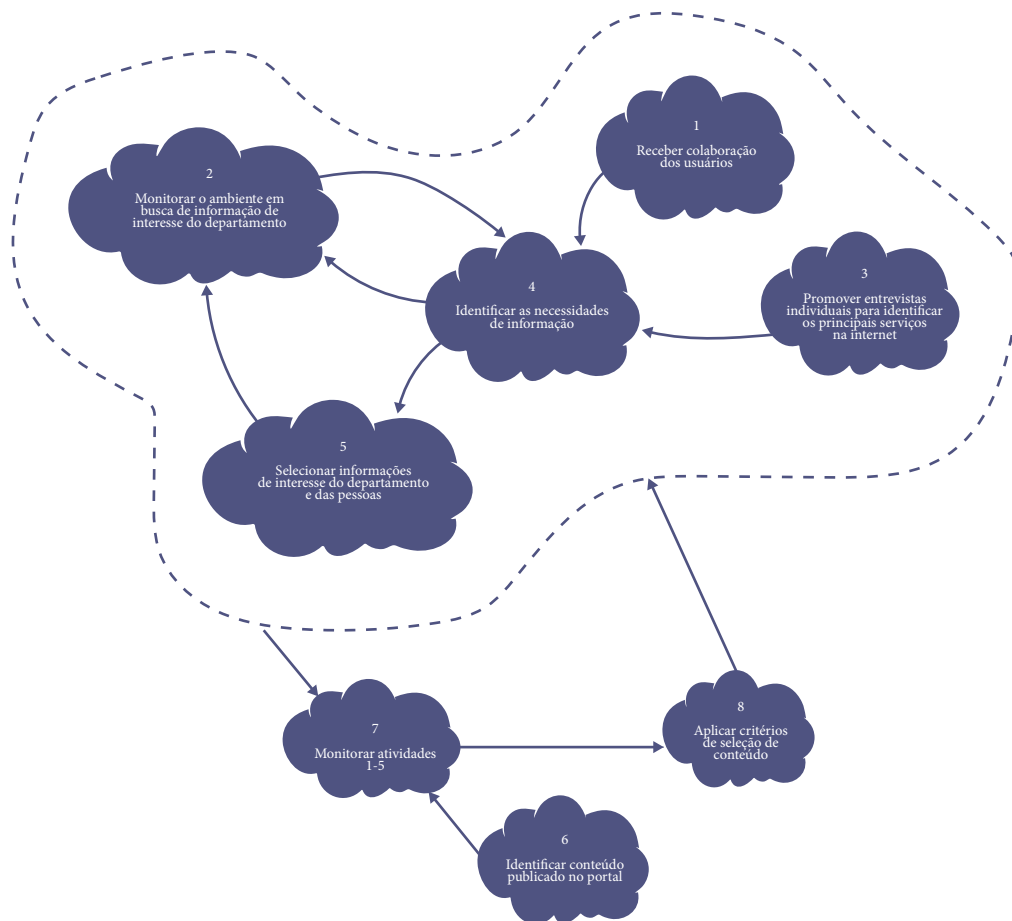 1
Receber colaboração
dos usuários
2
Monitorar o ambiente em
busca de informação de
interesse do departamento
3
Promover entrevistas
individuais para identificar
os principais serviços
na internet
4
Identificar as necessidades
de informação
5
Selecionar informações
de interesse do departamento
e das pessoas
7
Monitorar atividades
1-5
8
Aplicar critérios
de seleção de
conteúdo
6
Identificar conteúdo
publicado no portal